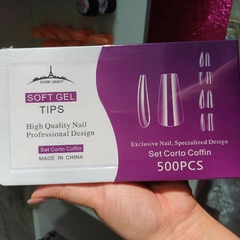 SOFT GEL
TIPS
High Quality Nail
Professional Design
Set Corto Coffin
MADE IN CHINA
Exclusive Nail, Specialized Design
Set Corto Coffin
500PCS